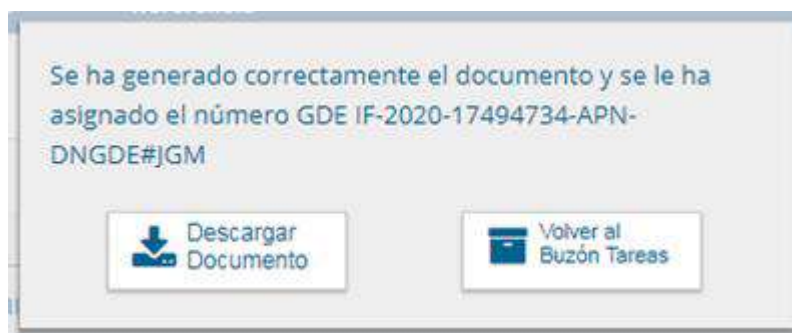 Se ha generado correctamente el documento y se le ha
asignado el número GDE IF-2020-17494734-APN-
DNGDE#JGM
Descargar
Documento
Volver al
Buzón Tareas